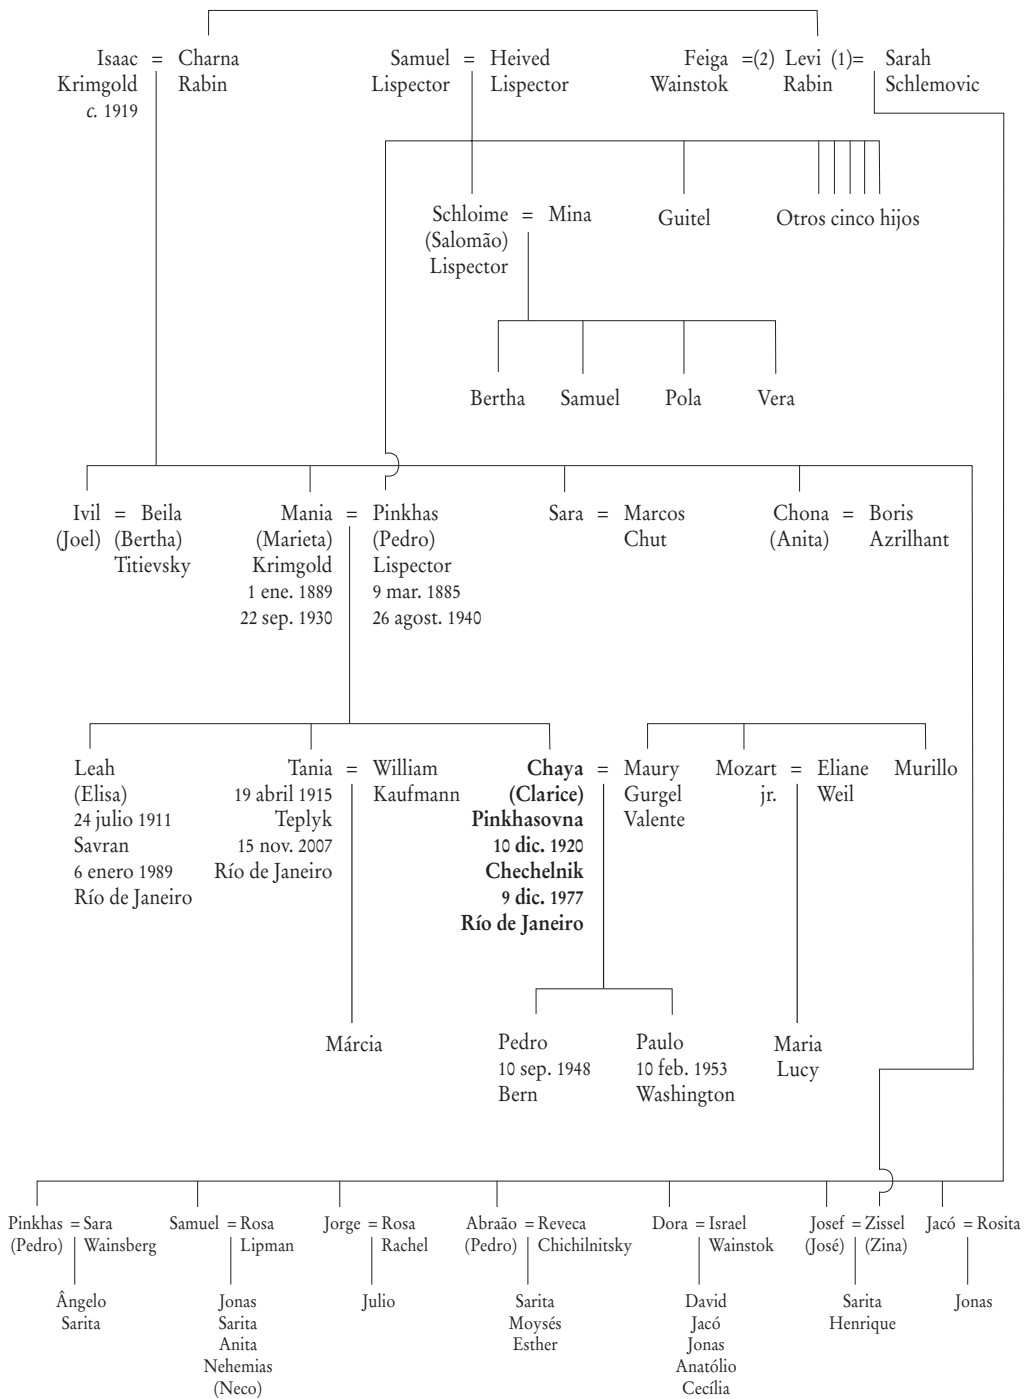 Isaac = Charna
Krimgold Rabin
c. 1919
Samuel = Heived
Lispector Lispector
Feiga =(2) Levi (1)= Sarah
Wainstok Rabin Schlemovic
Schloime = Mina
(Salomão)
Lispector
Guitel
Otros cinco hijos
Bertha
Samuel
Pola
Vera
Ivil = Beila
(Joel) (Bertha)
Titievsky
Mania = Pinkhas
(Marieta) (Pedro)
Krimgold Lispector
1 ene. 1889 9 mar. 1885
22 sep. 1930 26 agost. 1940
Sara = Marcos
Chut
Chona = Boris
(Anita) Azrilhant
Leah
(Elisa)
24 julio 1911
Savran
6 enero 1989
Río de Janeiro
Tania = William
19 abril 1915 Kaufmann
Teplyk
15 nov. 2007
Río de Janeiro
Chaya = Maury
(Clarice) Gurgel
Pinkhasovna Valente
10 dic. 1920
Chechelnik
9 dic. 1977
Río de Janeiro
Mozart = Eliane
jr. Weil
Murillo
Márcia
Pedro
10 sep. 1948
Bern
Paulo
10 feb. 1953
Washington
Maria
Lucy
Pinkhas = Sara
(Pedro) Wainsberg
Ângelo
Sarita
Samuel = Rosa
Lipman
Jonas
Sarita
Anita
Nehemias
(Neco)
Jorge = Rosa
Rachel
Julio
Abraão = Reveca
(Pedro) Chichilnitsky
Sarita
Moysés
Esther
Dora = Israel
Wainstok
David
Jacó
Jonas
Anatólio
Cecília
Josef = Zissel
(José) (Zina)
Sarita
Henrique
Jacó = Rosita
Jonas